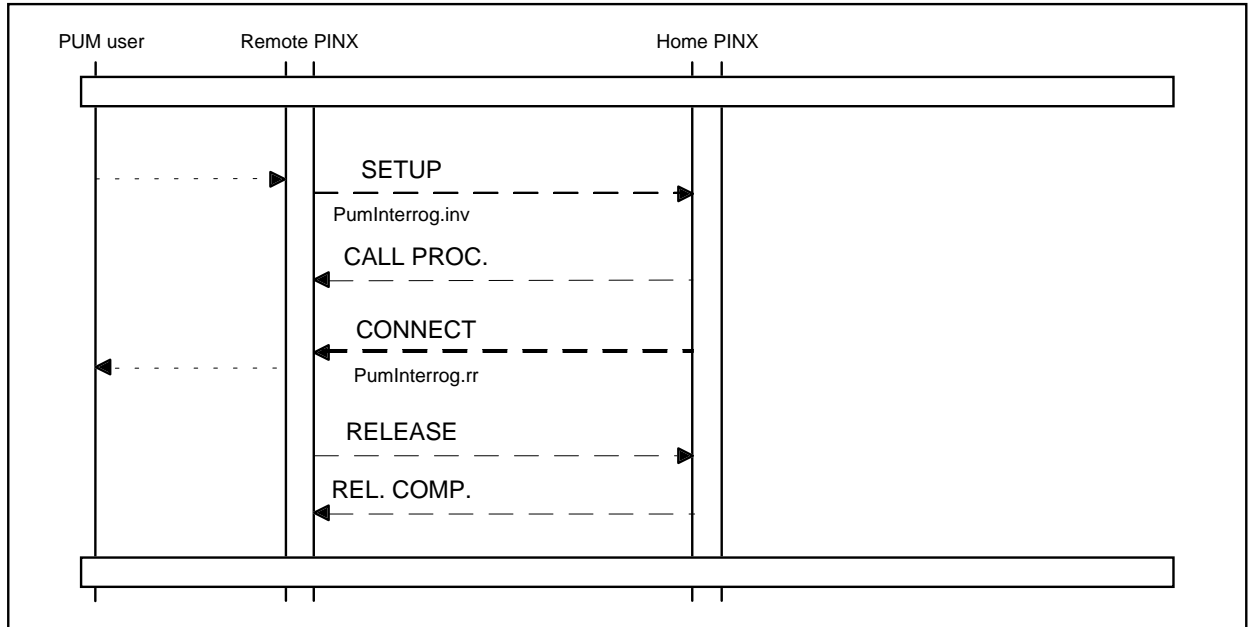 PUM user Remote PINX Home PINX
SETUP
PumInterrog.inv
CALL PROC.
CONNECT
PumInterrog.rr
RELEASE
REL. COMP.